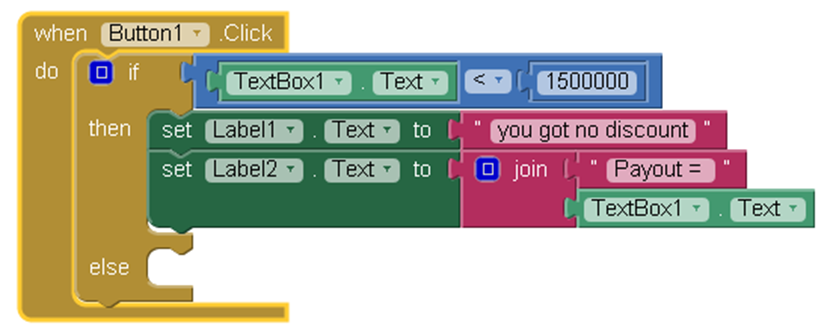 when Button1 .Click
do if TextBox1 . Text < 1500000
then set Label1 . Text to " you got no discount "
set Label2 . Text to join " Payout = "
TextBox1 . Text
else